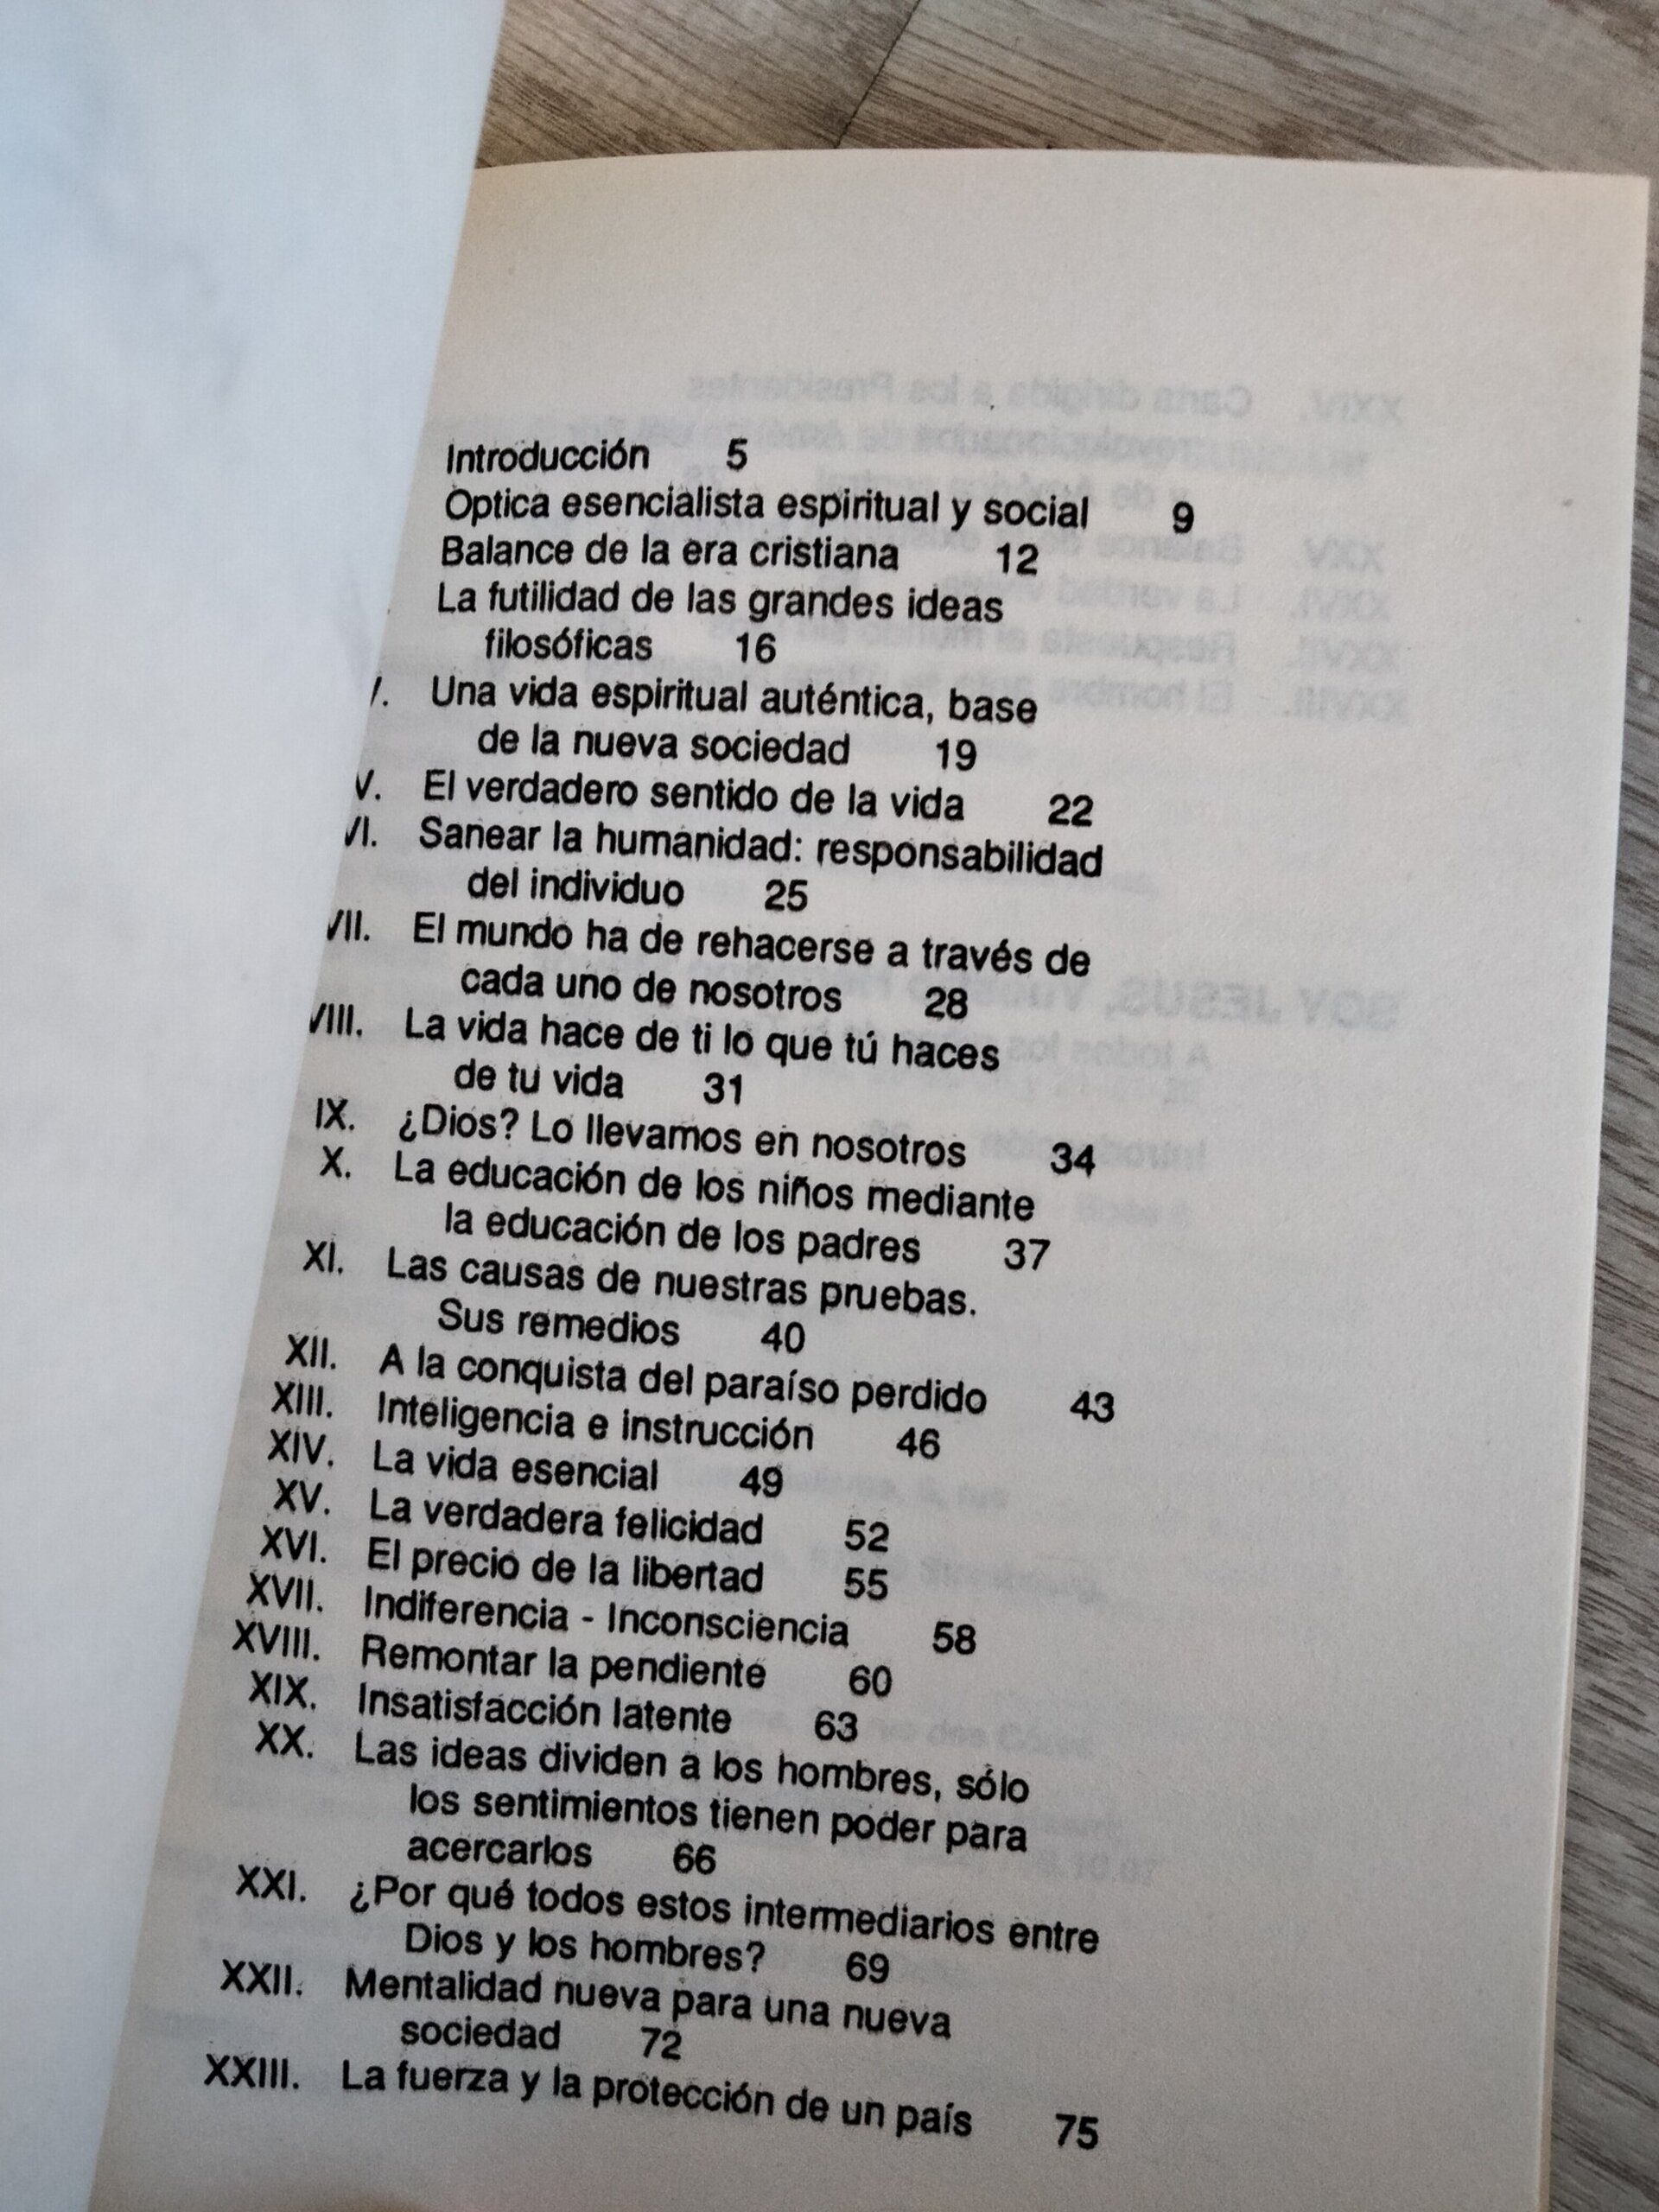 Introducción 5
Optica esencialista espiritual y social 9
Balance de la era cristiana 12
La futilidad de las grandes ideas
filosóficas 16
V. Una vida espiritual auténtica, base
de la nueva sociedad 19
V. El verdadero sentido de la vida 22
VI. Sanear la humanidad: responsabilidad
del individuo 25
VII. El mundo ha de rehacerse a través de
cada uno de nosotros 28
VIII. La vida hace de ti lo que tú haces
de tu vida 31
IX. ¿Dios? Lo llevamos en nosotros 34
X. La educación de los niños mediante
la educación de los padres 37
XI. Las causas de nuestras pruebas.
Sus remedios 40
XII. A la conquista del paraíso perdido 43
XIII. Inteligencia e instrucción 46
XIV. La vida esencial 49
XV. La verdadera felicidad 52
XVI. El precio de la libertad 55
XVII. Indiferencia - Inconsciencia 58
XVIII. Remontar la pendiente 60
XIX. Insatisfacción latente 63
XX. Las ideas dividen a los hombres, sólo
los sentimientos tienen poder para
acercarlos 66
XXI. ¿Por qué todos estos intermediarios entre
Dios y los hombres? 69
XXII. Mentalidad nueva para una nueva
sociedad 72
XXIII. La fuerza y la protección de un país 75